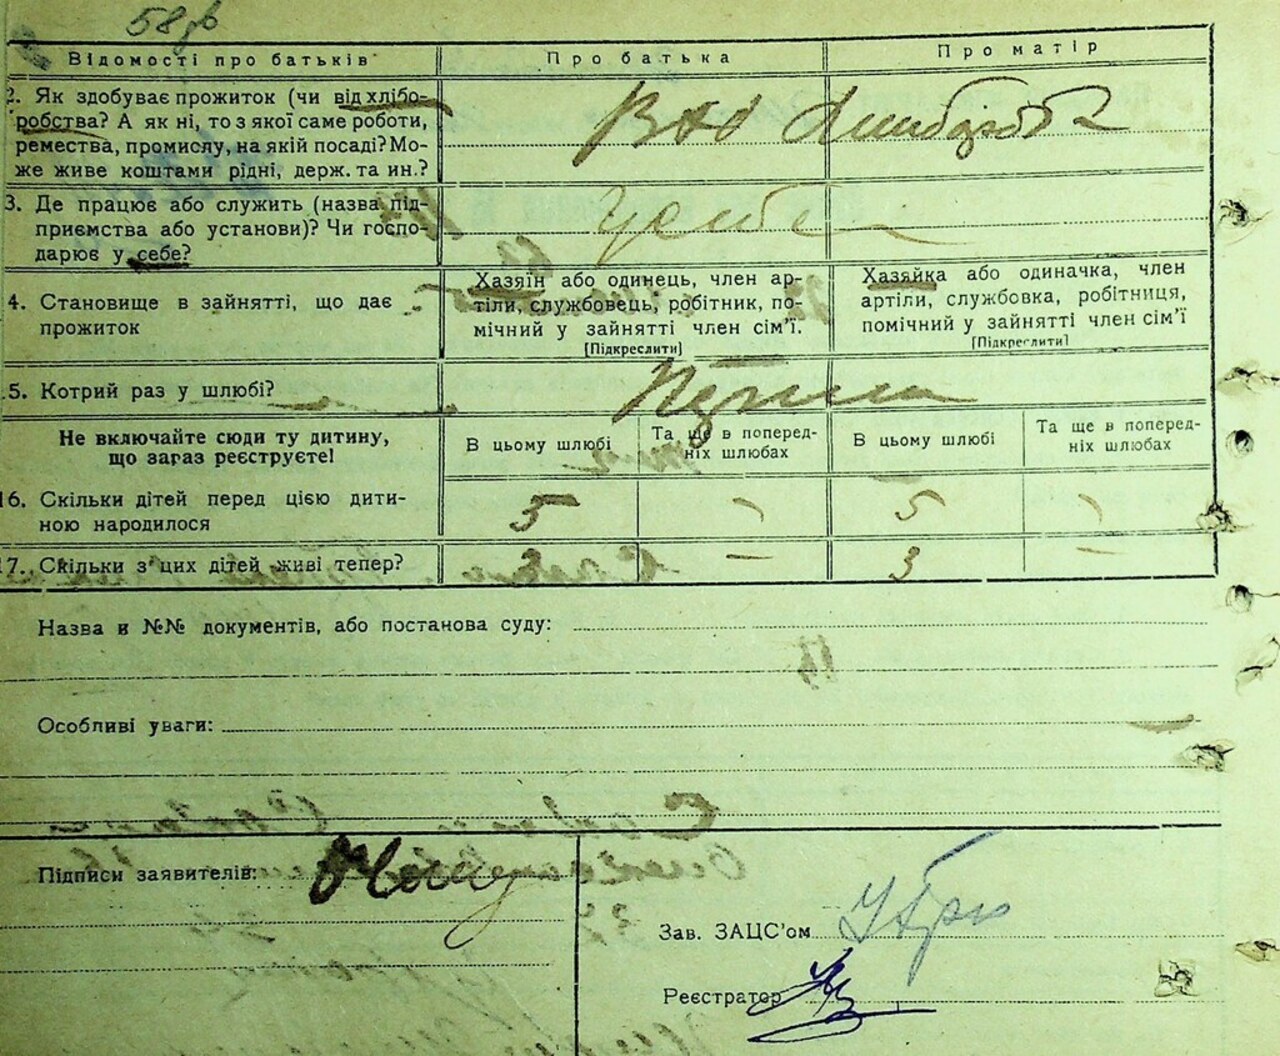 58
Відомості про батьків
Про батька
Про матір
2. Як здобуває прожиток (чи від хлібо-
робства? А як ні, то з якої саме роботи,
ремества, промислу, на якій посаді? Мо-
же живе коштами рідні, держ. та ин.?
3. Де працює або служить (назва під-
приємства або установи)? Чи госпо-
дарює у себе?
4. Становище в зайнятті, що дає
прожиток
Хазяїн або одинець, член ар-
тіли, службовець, робітник, по-
мічний у зайнятті член сім'ї.
[Підкреслити]
Хазяйка або одиначка, член
артіли, службовка, робітниця,
помічний у зайнятті член сім'ї
[Підкреслити]
5. Котрий раз у шлюбі?
Не включайте сюди ту дитину,
що зараз реєструєте!
В цьому шлюбі
Та ще в поперед-
ніх шлюбах
В цьому шлюбі
Та ще в поперед-
ніх шлюбах
16. Скільки дітей перед цією дити-
ною народилося
5 - 5 -
17. Скільки з цих дітей живі тепер?
3 - 3 -
Назва и №№ документів, або постанова суду:
Особливі уваги:
Підписи заявителів:
Зав. ЗАЦС'ом
Реєстратор